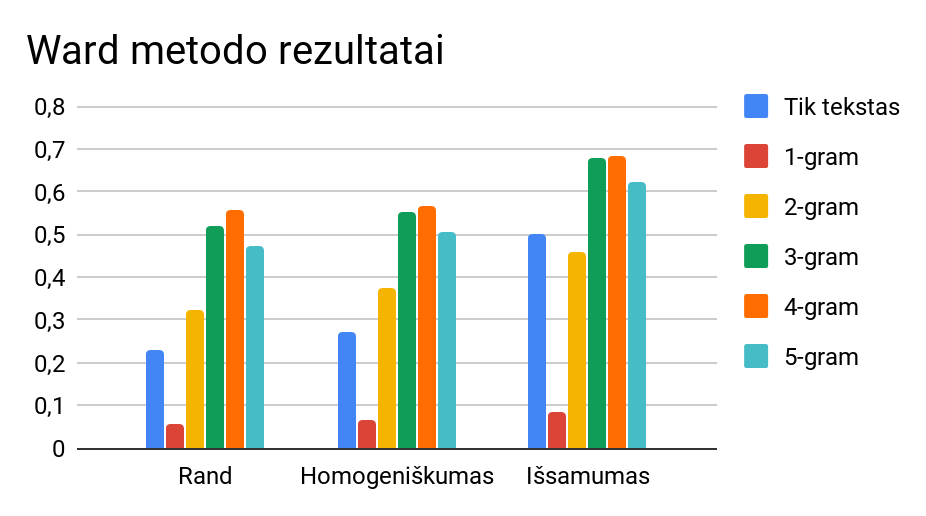 Ward metodo rezultatai
0,8
0,7
0,6
0,5
0,4
0,3
0,2
0,1
0
Rand
Homogeniškumas
Išsamumas
Tik tekstas
1-gram
2-gram
3-gram
4-gram
5-gram